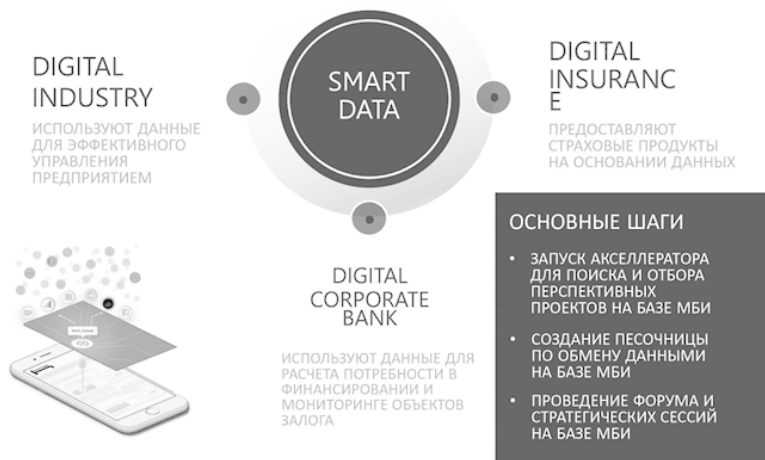 DIGITAL
INDUSTRY
ИСПОЛЬЗУЮТ ДАННЫЕ
ДЛЯ ЭФФЕКТИВНОГО
УПРАВЛЕНИЯ
ПРЕДПРИЯТИЕМ
SMART
DATA
DIGITAL
INSURANC
E
ПРЕДОСТАВЛЯЮТ
СТРАХОВЫЕ ПРОДУКТЫ
НА ОСНОВАНИИ ДАННЫХ
DIGITAL
CORPORATE
BANK
ИСПОЛЬЗУЮТ ДАННЫЕ ДЛЯ
РАСЧЕТА ПОТРЕБНОСТИ В
ФИНАНСИРОВАНИИ И
МОНИТОРИНГЕ ОБЪЕКТОВ
ЗАЛОГА
ОСНОВНЫЕ ШАГИ
• ЗАПУСК АКСЕЛЛЕРАТОРА
ДЛЯ ПОИСКА И ОТБОРА
ПЕРСПЕКТИВНЫХ
ПРОЕКТОВ НА БАЗЕ МБИ
• СОЗДАНИЕ ПЕСОЧНИЦЫ
ПО ОБМЕНУ ДАННЫМИ
НА БАЗЕ МБИ
• ПРОВЕДЕНИЕ ФОРУМА И
СТРАТЕГИЧЕСКИХ СЕССИЙ
НА БАЗЕ МБИ